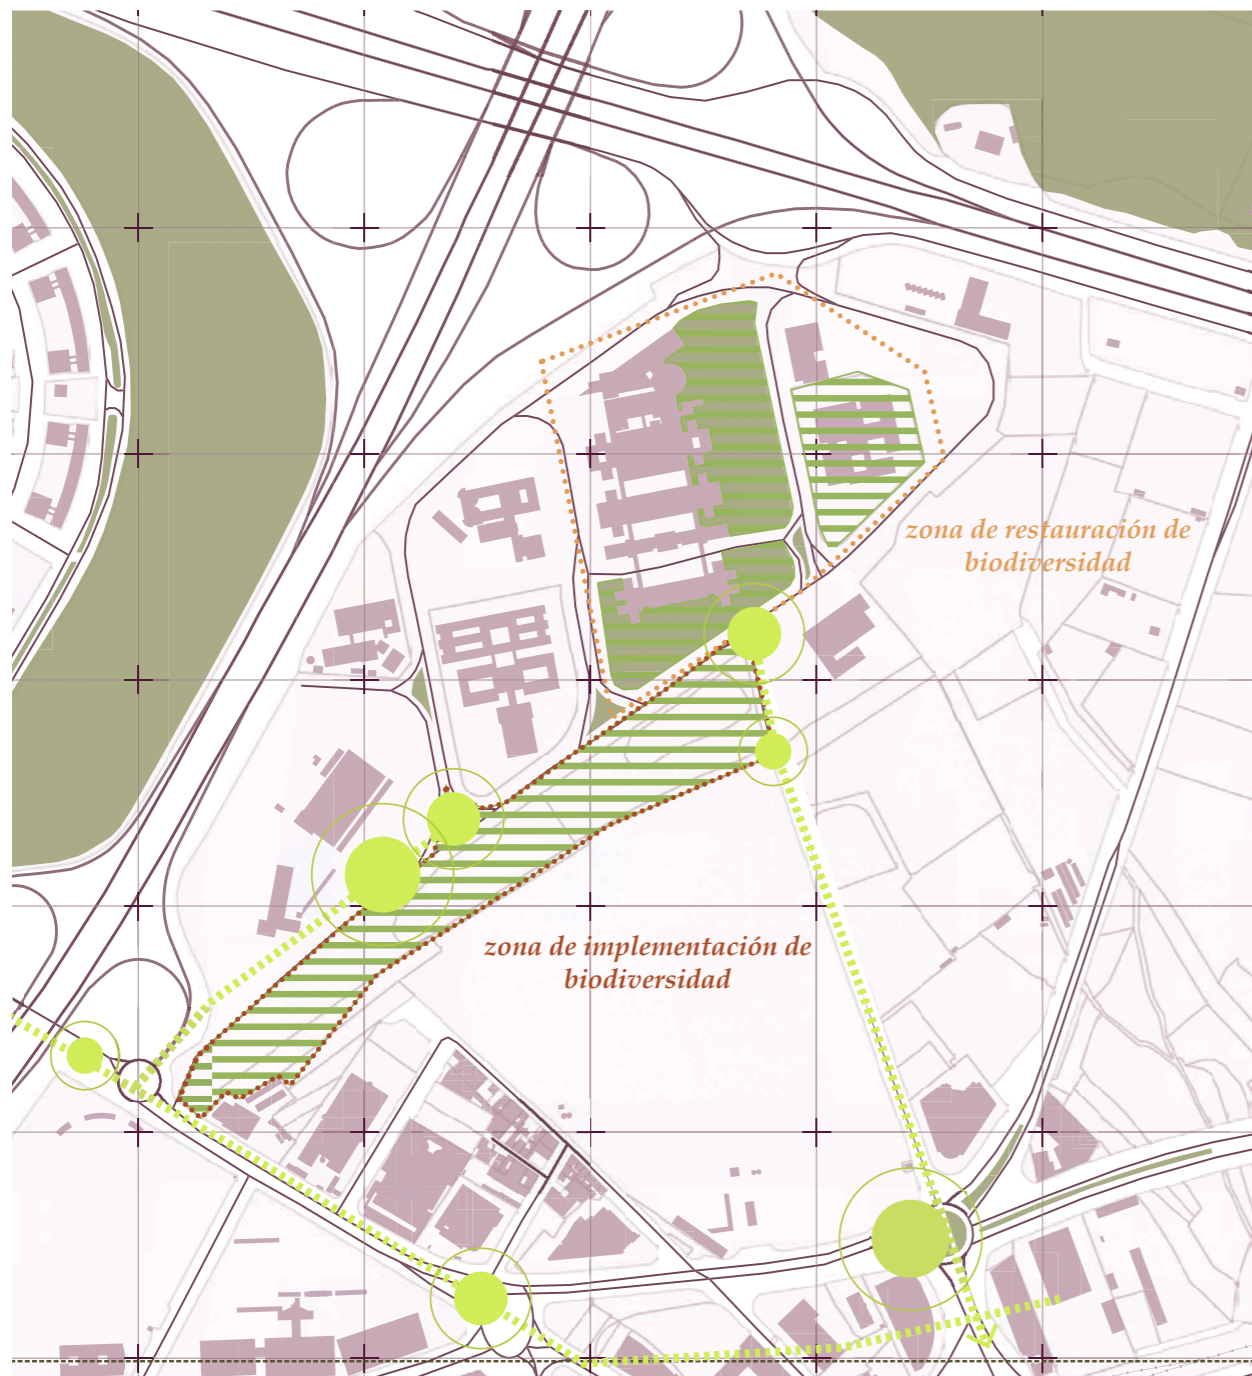 zona de restauración de
biodiversidad
zona de implementación de
biodiversidad